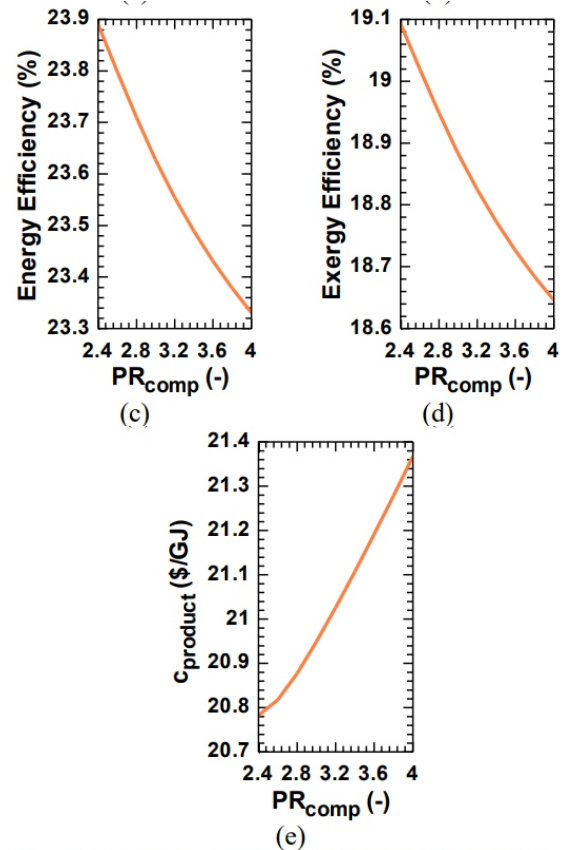 23.9
23.8
23.7
23.6
23.5
23.4
23.3
Energy Efficiency (%)
2.4 2.8 3.2 3.6 4
PRcomp (-)
(c)
19.1
19
18.9
18.8
18.7
18.6
Exergy Efficiency (%)
2.4 2.8 3.2 3.6 4
PRcomp (-)
(d)
21.4
21.3
21.2
21.1
21
20.9
20.8
20.7
cproduct ($/GJ)
2.4 2.8 3.2 3.6 4
PRcomp (-)
(e)